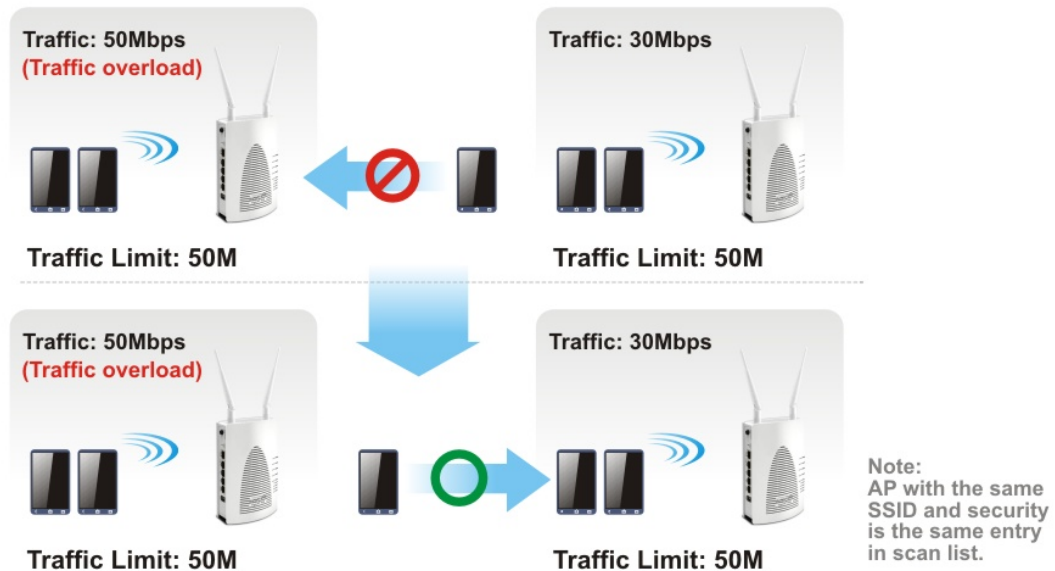 Traffic: 50Mbps
(Traffic overload)
Traffic: 30Mbps
Traffic Limit: 50M
Traffic Limit: 50M
Traffic: 50Mbps
(Traffic overload)
Traffic: 30Mbps
Traffic Limit: 50M
Traffic Limit: 50M
Note:
AP with the same
SSID and security
is the same entry
in scan list.